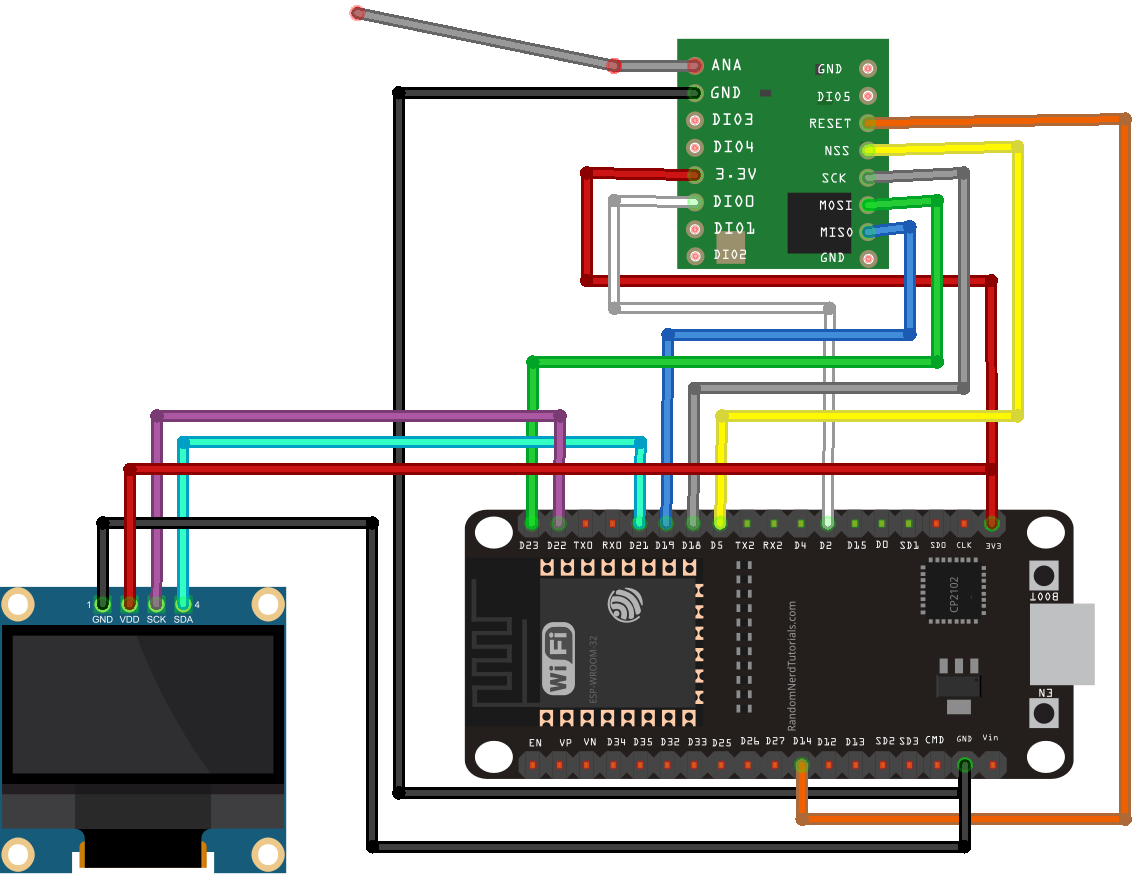 ANA
GND
DIO3
DIO4
3.3V
DIO0
DIO1
DIO2
GND
DIO5
RESET
NSS
SCK
MOSI
MISO
GND
D23 D22 TX0 RX0 D21 D19 D18 D5 TX2 RX2 D4 D2 D15 D0 SD1 SD0 CLK 3V3
BOOT
CP2102
WiFi
ESP-WROOM-32
RandomNerdTutorials.com
EN
EN VP VN D34 D35 D32 D33 D25 D26 D27 D14 D12 D13 SD2 SD3 CMD GND Vin
1 4
GND VDD SCK SDA